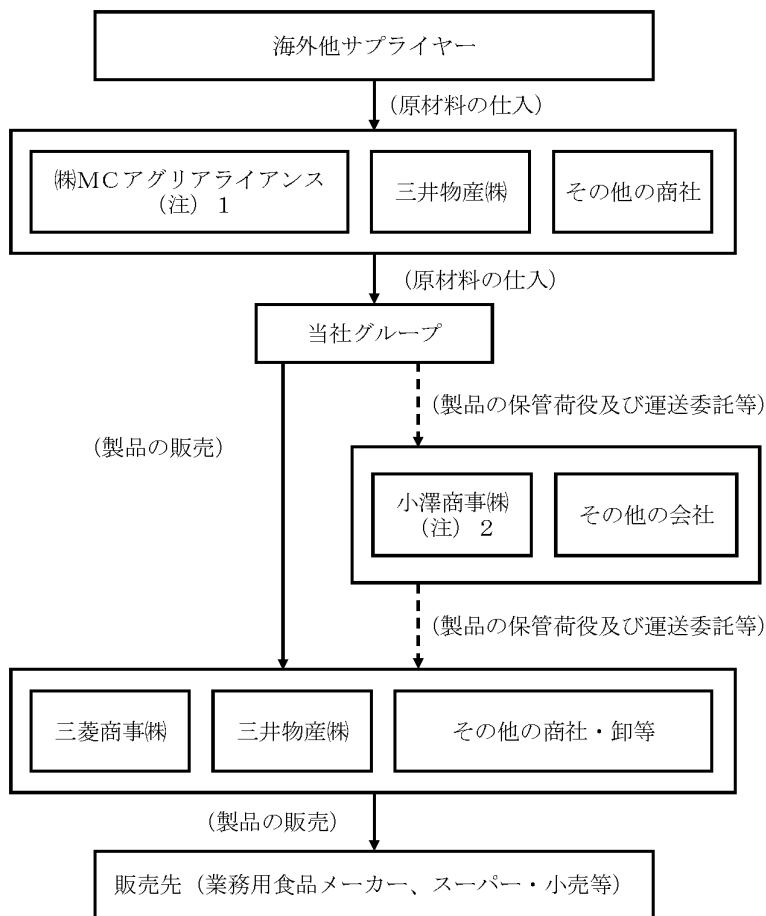 海外他サプライヤー
（原材料の仕入）
㈱ＭＣアグリアライアンス
（注）１
三井物産㈱
その他の商社
（原材料の仕入）
当社グループ
（製品の保管荷役及び運送委託等）
（製品の販売）
小澤商事㈱
（注）２
その他の会社
（製品の保管荷役及び運送委託等）
三菱商事㈱
三井物産㈱
その他の商社・卸等
（製品の販売）
販売先（業務用食品メーカー、スーパー・小売等）